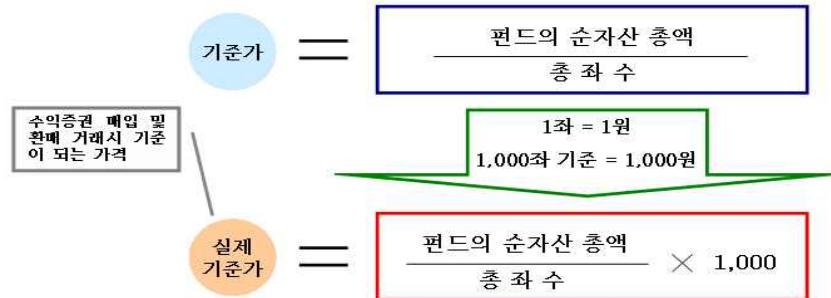 기준가
펀드의 순자산 총액
총 좌 수
수익증권 매입 및
환매 거래시 기준
이 되는 가격
1좌 = 1원
1,000좌 기준 = 1,000원
실제
기준가
펀드의 순자산 총액
총 좌 수
× 1,000